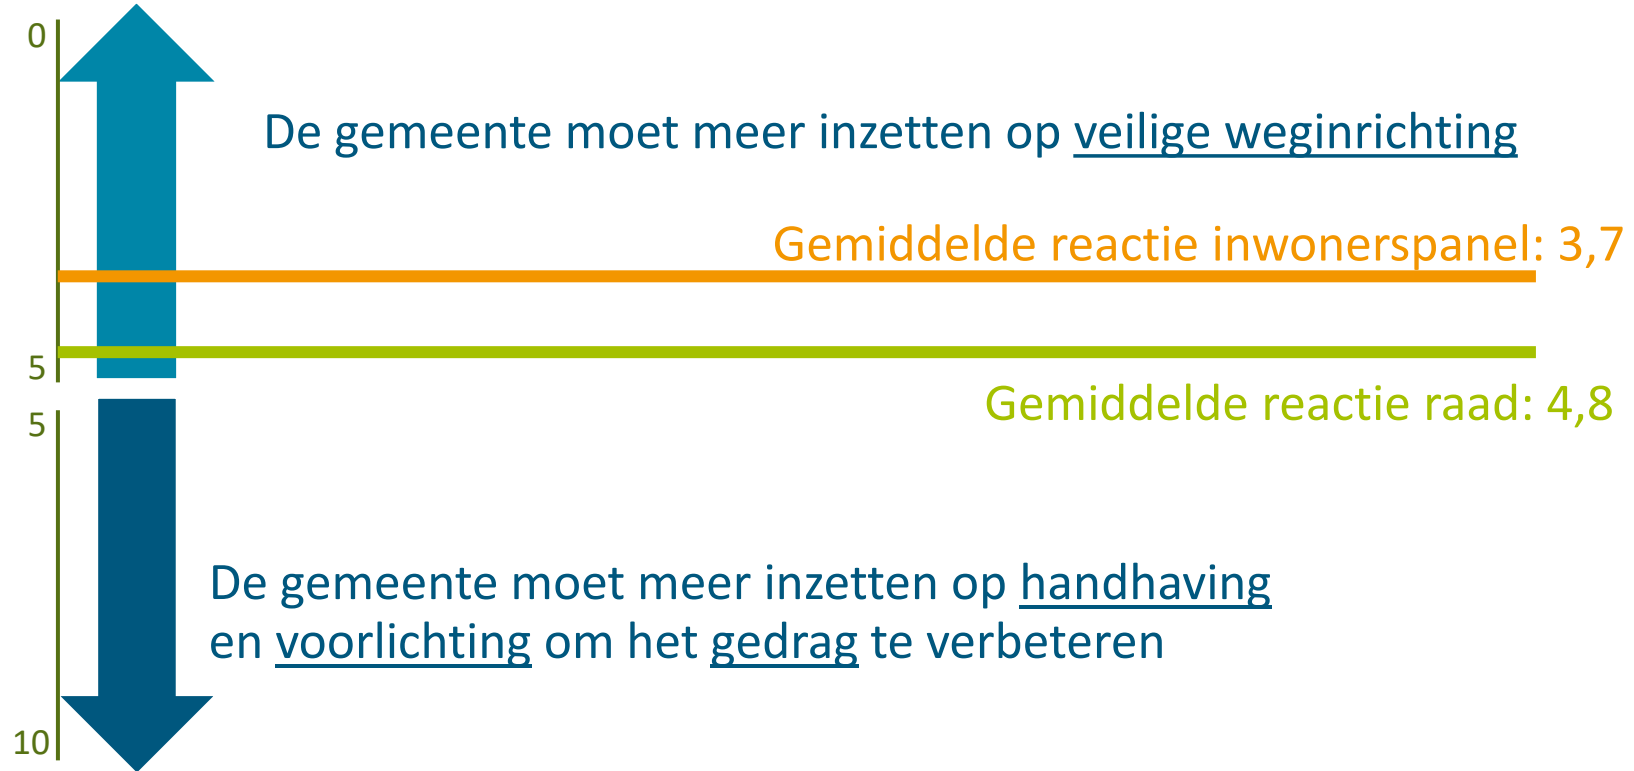 0
De gemeente moet meer inzetten op veilige weginrichting
Gemiddelde reactie inwonerspanel: 3,7
5
Gemiddelde reactie raad: 4,8
5
De gemeente moet meer inzetten op handhaving
en voorlichting om het gedrag te verbeteren
10